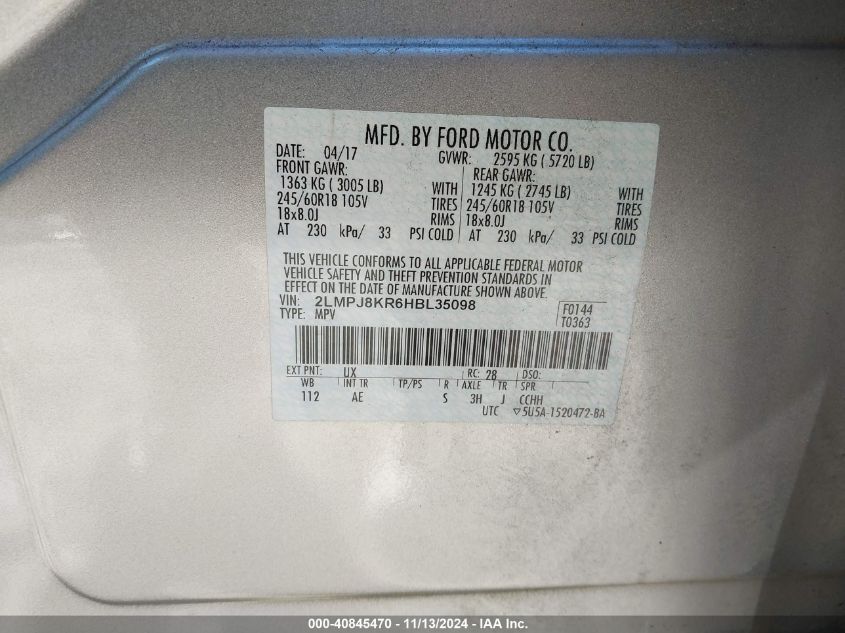 MFD. BY FORD MOTOR CO.
DATE: 04/17 GVWR: 2595 KG ( 5720 LB)
FRONT GAWR: REAR GAWR:
1363 KG ( 3005 LB) WITH 1245 KG ( 2745 LB) WITH
245/60R18 105V TIRES 245/60R18 105V TIRES
18x8.0J RIMS 18x8.0J RIMS
AT 230 kPa/ 33 PSI COLD AT 230 kPa/ 33 PSI COLD
THIS VEHICLE CONFORMS TO ALL APPLICABLE FEDERAL MOTOR
VEHICLE SAFETY AND THEFT PREVENTION STANDARDS IN
EFFECT ON THE DATE OF MANUFACTURE SHOWN ABOVE.
VIN: 2LMPJ8KR6HBL35098 F0144
TYPE: MPV T0363
EXT PNT: UX RC: 28 DSO:
WB INT TR TP/PS R AXLE TR SPR
112 AE S 3H J CCHH
UTC ▽5U5A-1520472-BA
000-40845470 - 11/13/2024 - IAA Inc.